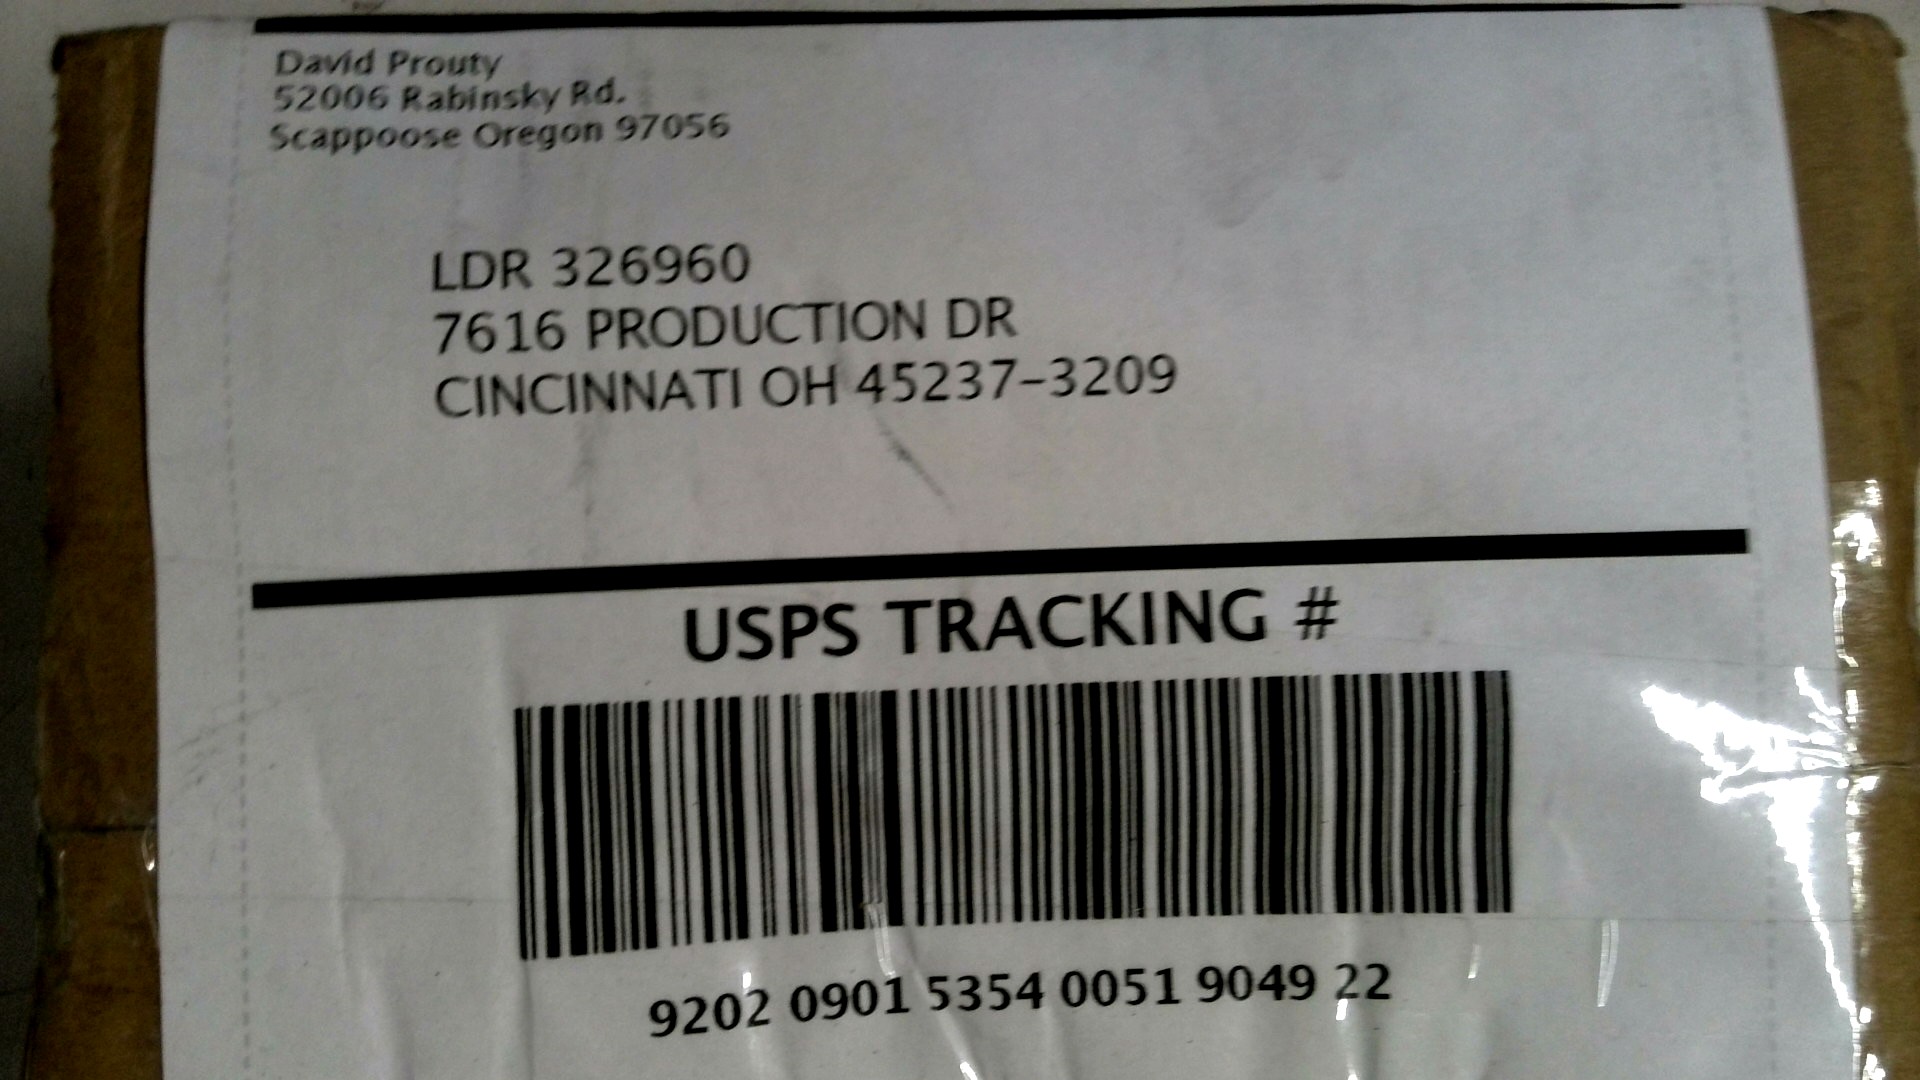 David Prouty
52006 Rabinsky Rd.
Scappoose Oregon 97056
LDR 326960
7616 PRODUCTION DR
CINCINNATI OH 45237-3209
USPS TRACKING #
9202 0901 5354 0051 9049 22